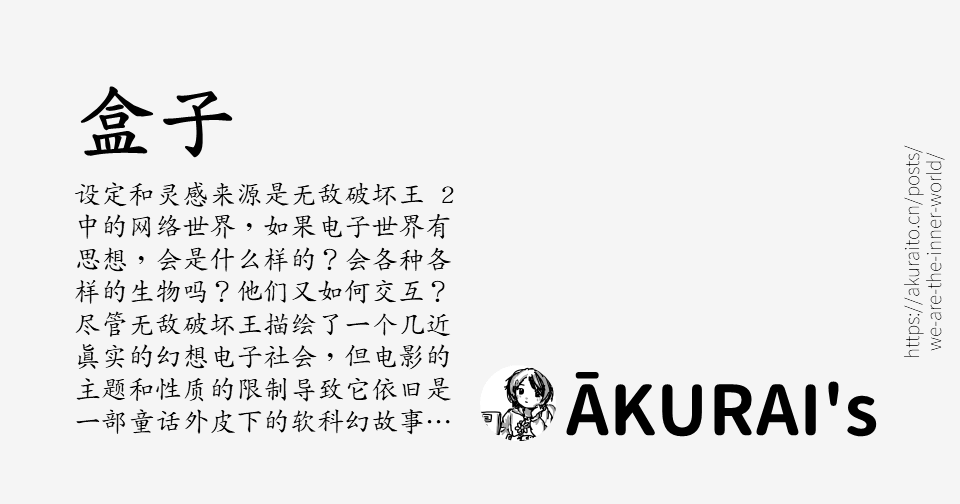 盒子
设定和灵感来源是无敌破坏王 2
中的网络世界，如果电子世界有
思想，会是什么样的？会各种各
样的生物吗？他们又如何交互？
尽管无敌破坏王描绘了一个几近
真实的幻想电子社会，但电影的
主题和性质的限制导致它依旧是
一部童话外皮下的软科幻故事…
ĀKURAI's
https://akuraito.cn/posts/
we-are-the-inner-world/